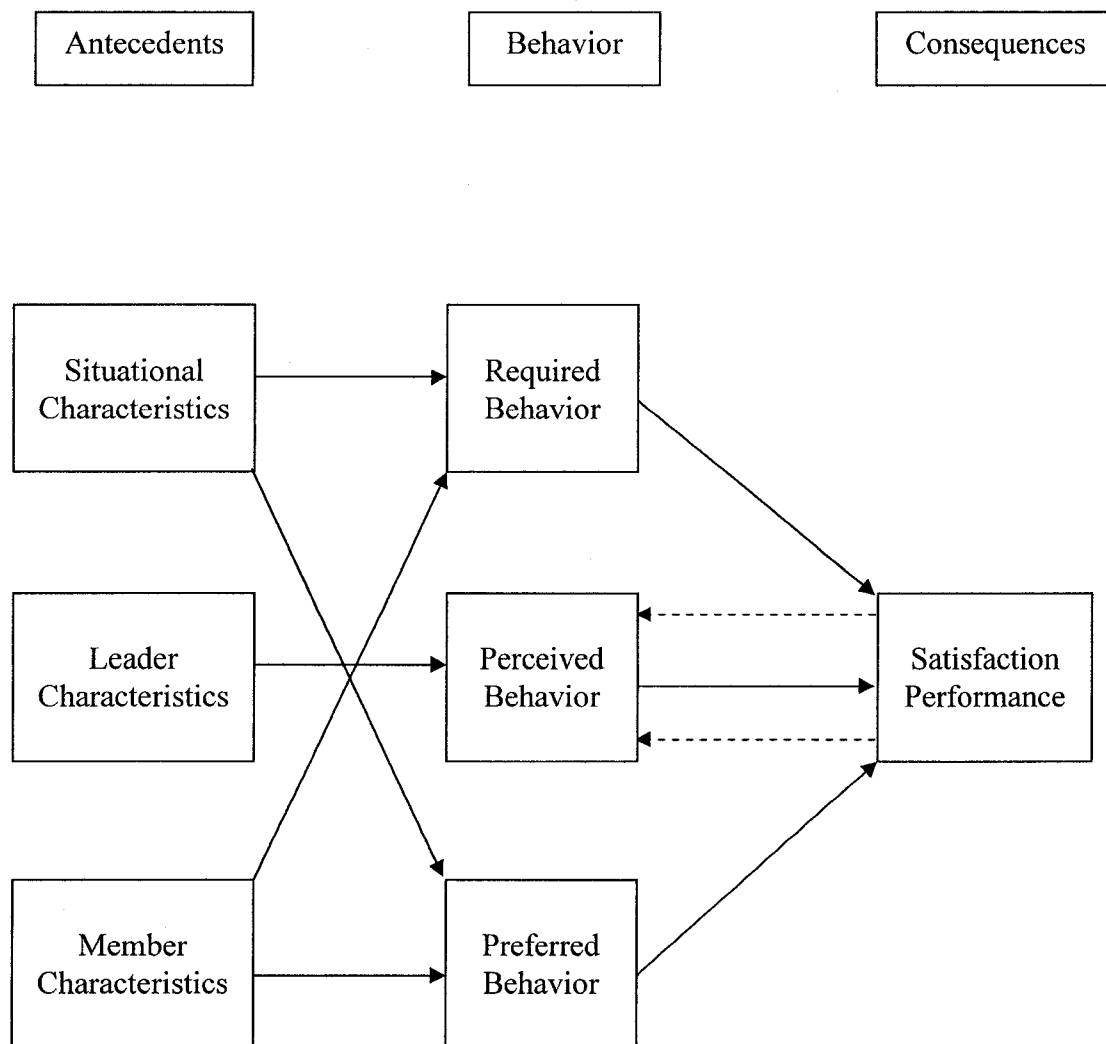 Antecedents
Behavior
Consequences
Situational
Characteristics
Required
Behavior
Leader
Characteristics
Perceived
Behavior
Satisfaction
Performance
Member
Characteristics
Preferred
Behavior